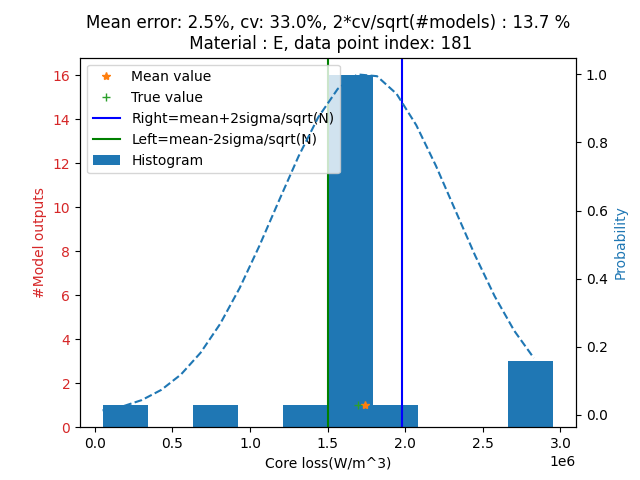 Mean error: 2.5%, cv: 33.0%, 2*cv/sqrt(#models) : 13.7 %
Material : E, data point index: 181
Mean value
True value
Right=mean+2sigma/sqrt(N)
Left=mean-2sigma/sqrt(N)
Histogram
16
14
12
10
8
6
4
2
0
#Model outputs
1.0
0.8
0.6
0.4
0.2
0.0
Probability
0.0 0.5 1.0 1.5 2.0 2.5 3.0
1e6
Core loss(W/m^3)